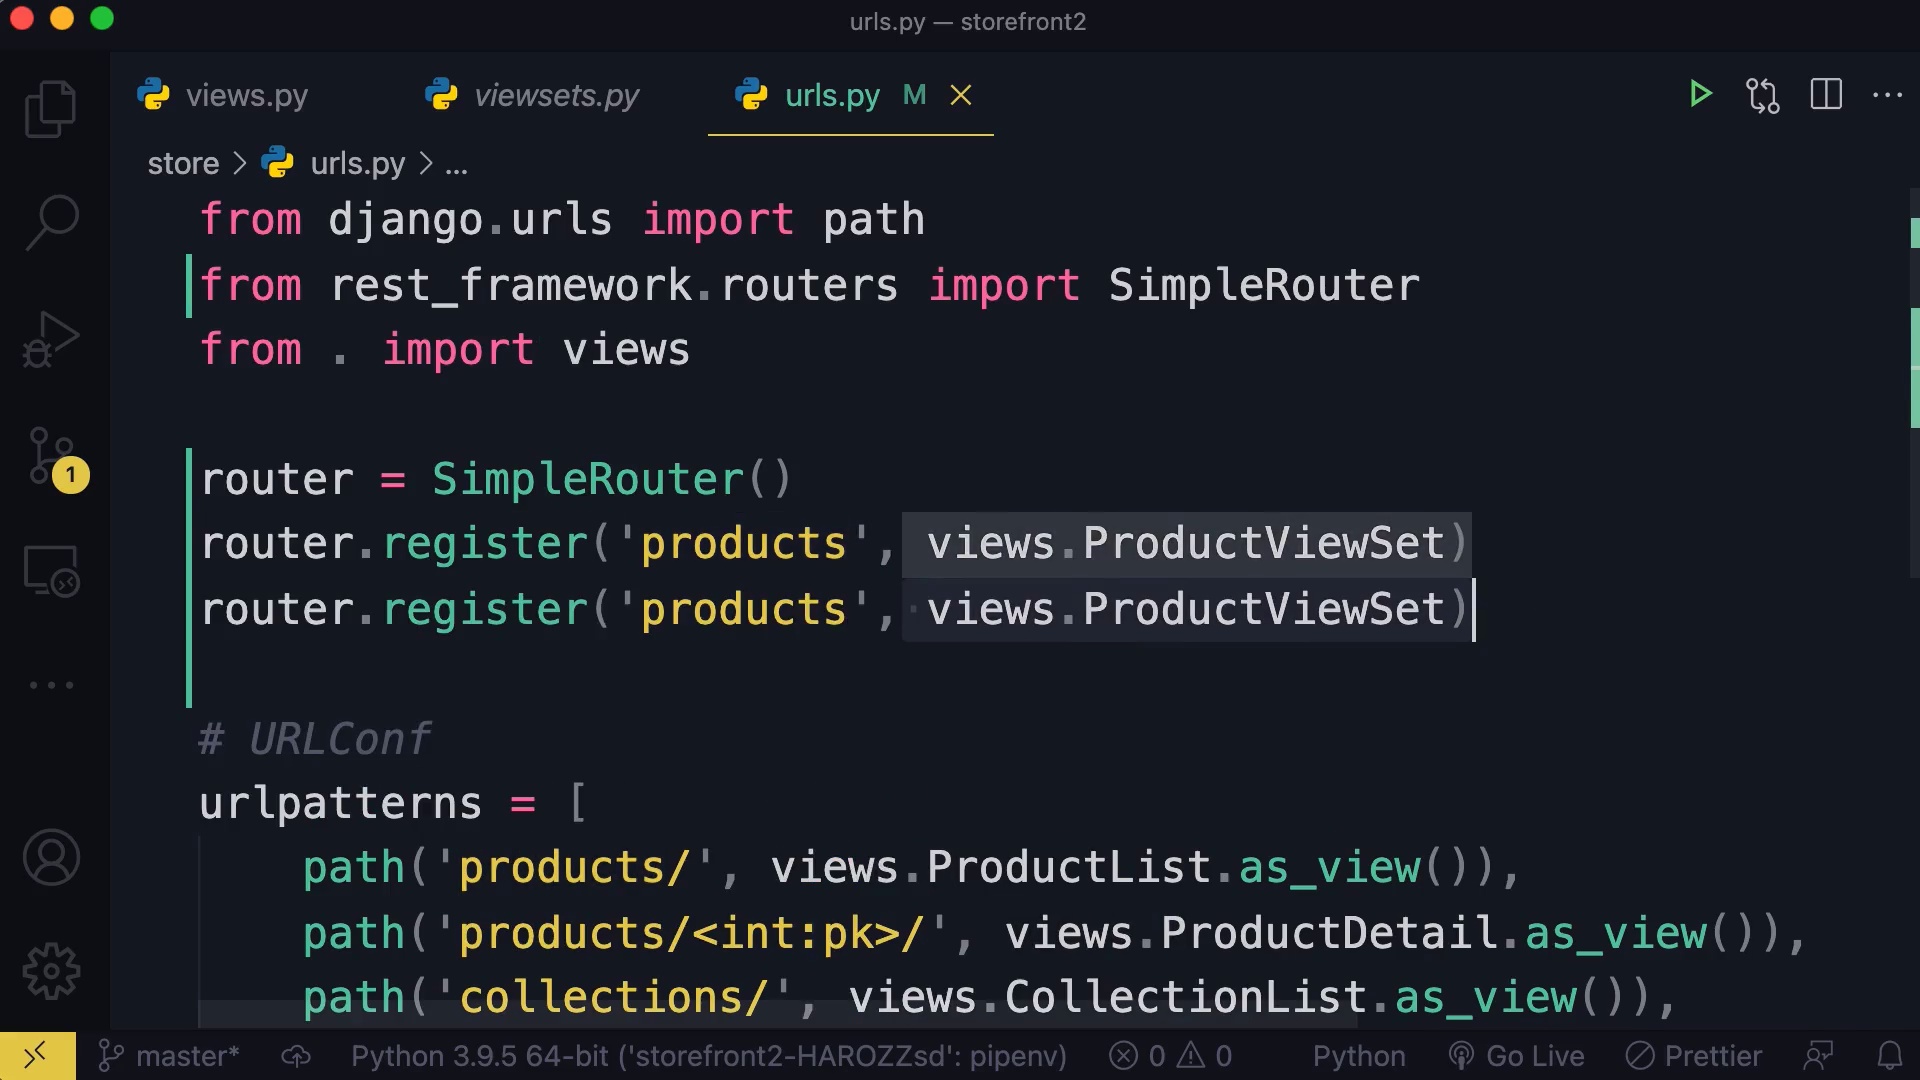 urls.py — storefront2
views.py viewsets.py urls.py M
store > urls.py > ...
from django.urls import path
from rest_framework.routers import SimpleRouter
from . import views
router = SimpleRouter()
router.register('products', views.ProductViewSet)
router.register('products', views.ProductViewSet)
# URLConf
urlpatterns = [
path('products/', views.ProductList.as_view()),
path('products/<int:pk>/', views.ProductDetail.as_view()),
path('collections/', views.CollectionList.as_view()),
1
master* Python 3.9.5 64-bit ('storefront2-HAROZZsd': pipenv) 0 0 Python Go Live Prettier